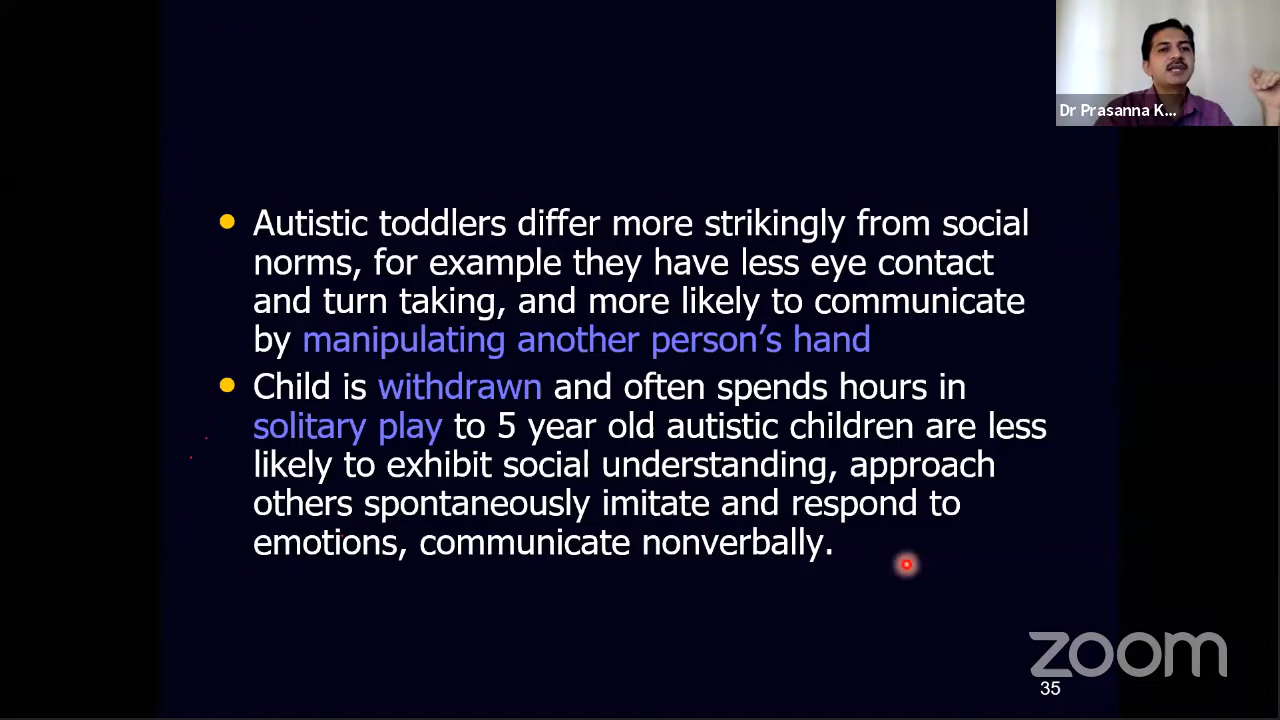 Dr Prasanna K...
Autistic toddlers differ more strikingly from social
norms, for example they have less eye contact
and turn taking, and more likely to communicate
by manipulating another person's hand
Child is withdrawn and often spends hours in
solitary play to 5 year old autistic children are less
likely to exhibit social understanding, approach
others spontaneously imitate and respond to
emotions, communicate nonverbally.
zoom
35